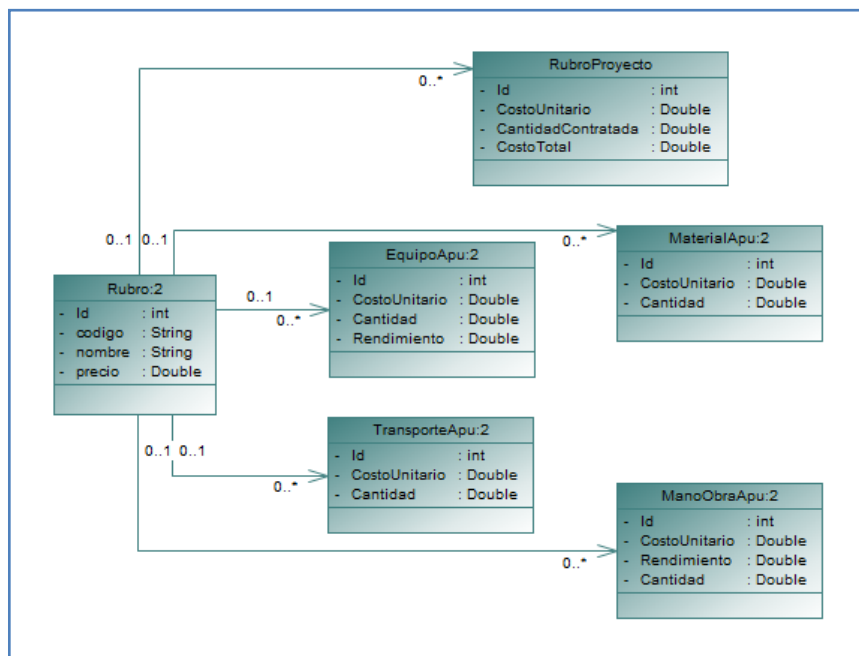 RubroProyecto
- Id : int
- CostoUnitario : Double
- CantidadContratada : Double
- CostoTotal : Double
0..*
0..1
0..1
MaterialApu:2
- Id : int
- CostoUnitario : Double
- Cantidad : Double
0..*
EquipoApu:2
- Id : int
- CostoUnitario : Double
- Cantidad : Double
- Rendimiento : Double
0..1
0..*
Rubro:2
- Id : int
- codigo : String
- nombre : String
- precio : Double
0..1
0..1
TransporteApu:2
- Id : int
- CostoUnitario : Double
- Cantidad : Double
0..*
ManoObraApu:2
- Id : int
- CostoUnitario : Double
- Rendimiento : Double
- Cantidad : Double
0..*